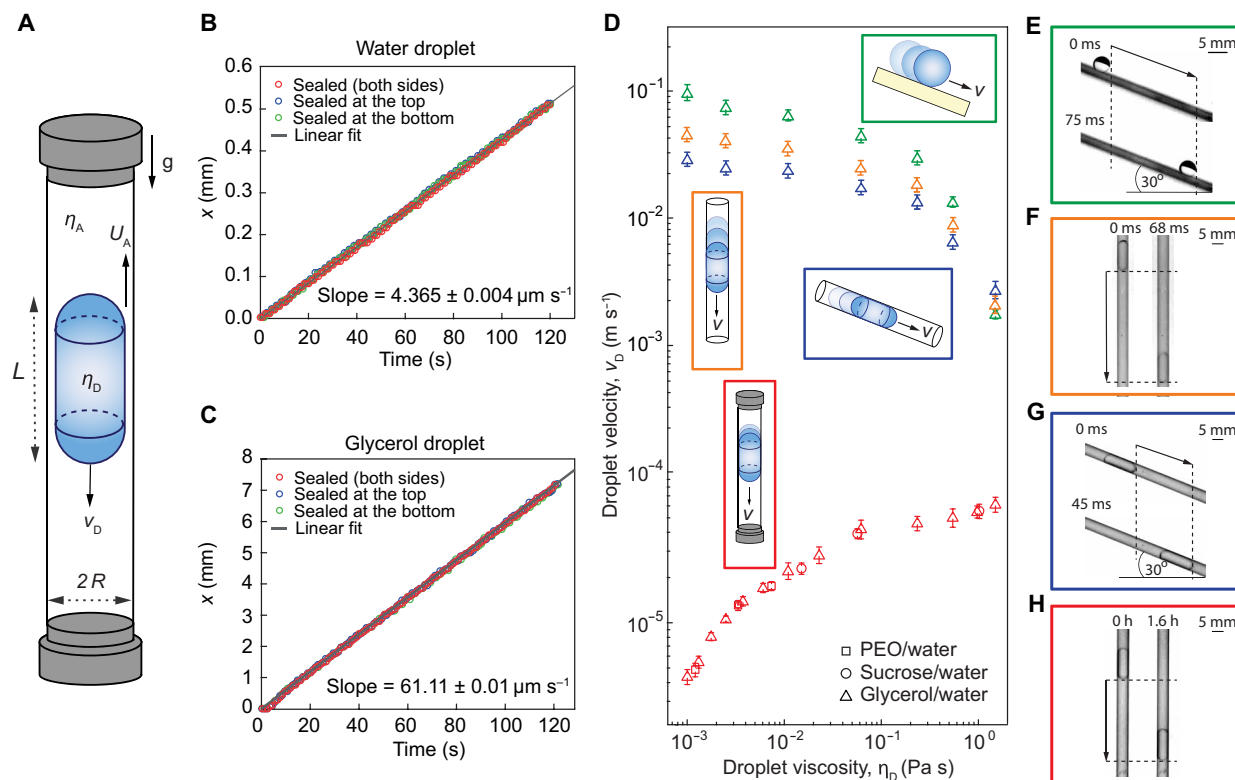 A
g
η_A
U_A
L
η_D
v_D
2 R
B
Water droplet
Sealed (both sides)
Sealed at the top
Sealed at the bottom
Linear fit
Slope = 4.365 ± 0.004 μm s⁻¹
x (mm)
0.6
0.5
0.4
0.3
0.2
0.1
0.0
0 20 40 60 80 100 120
Time (s)
C
Glycerol droplet
Sealed (both sides)
Sealed at the top
Sealed at the bottom
Linear fit
Slope = 61.11 ± 0.01 μm s⁻¹
x (mm)
8
7
6
5
4
3
2
1
0
0 20 40 60 80 100 120
Time (s)
D
Droplet velocity, v_D (m s⁻¹)
10⁻¹
10⁻²
10⁻³
10⁻⁴
10⁻⁵
v
v
v
v
PEO/water
Sucrose/water
Glycerol/water
10⁻³ 10⁻² 10⁻¹ 10⁰
Droplet viscosity, η_D (Pa s)
E
0 ms
5 mm
75 ms
30°
F
0 ms 68 ms
5 mm
G
0 ms
5 mm
45 ms
30°
H
0 h 1.6 h
5 mm